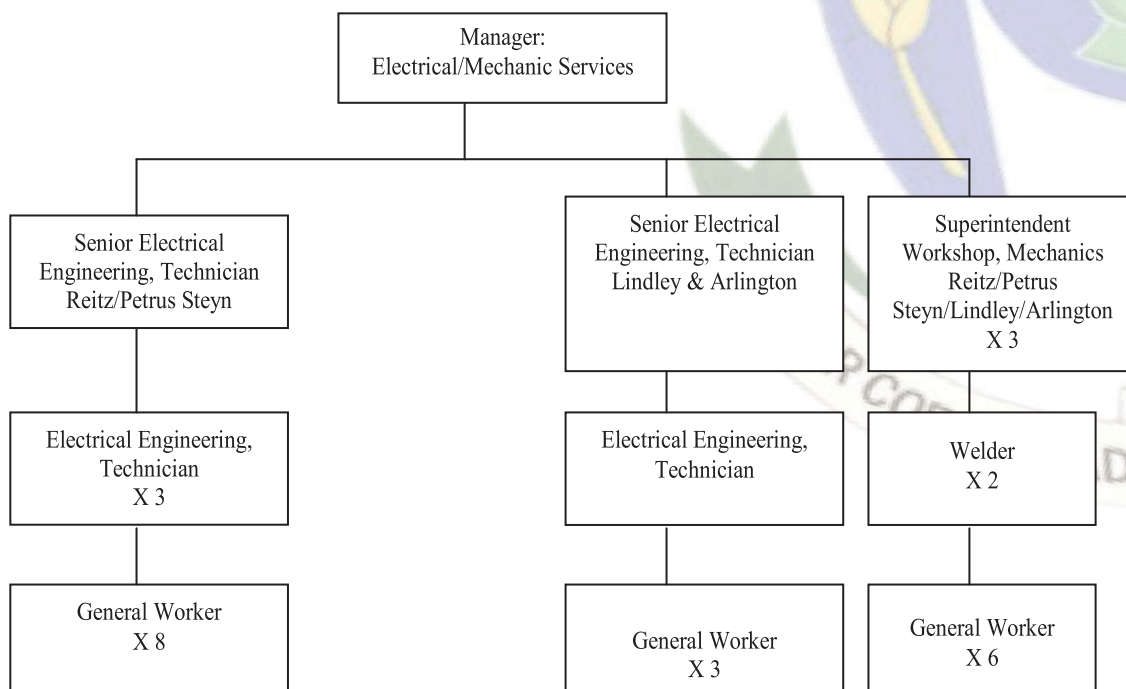 Manager:
Electrical/Mechanic Services
Senior Electrical
Engineering, Technician
Reitz/Petrus Steyn
Senior Electrical
Engineering, Technician
Lindley & Arlington
Superintendent
Workshop, Mechanics
Reitz/Petrus
Steyn/Lindley/Arlington
X 3
Electrical Engineering,
Technician
X 3
Electrical Engineering,
Technician
Welder
X 2
General Worker
X 8
General Worker
X 3
General Worker
X 6